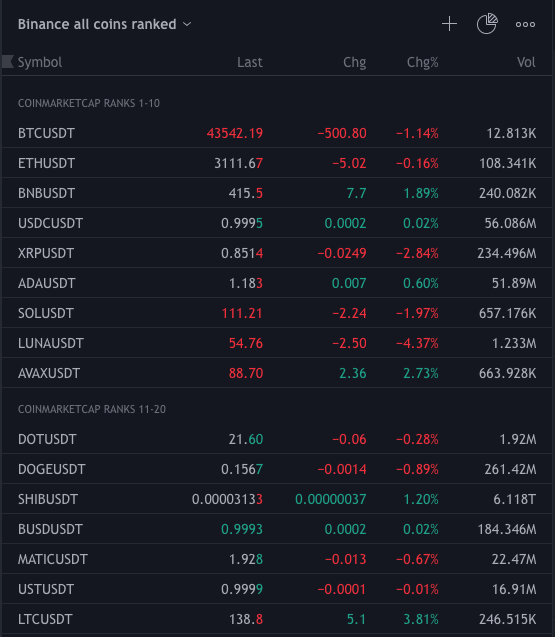 Binance all coins ranked
Symbol Last Chg Chg% Vol
COINMARKETCAP RANKS 1-10
BTCUSDT 43542.19 −500.80 −1.14% 12.813K
ETHUSDT 3111.67 −5.02 −0.16% 108.341K
BNBUSDT 415.5 7.7 1.89% 240.082K
USDCUSDT 0.9995 0.0002 0.02% 56.086M
XRPUSDT 0.8514 −0.0249 −2.84% 234.496M
ADAUSDT 1.183 0.007 0.60% 51.89M
SOLUSDT 111.21 −2.24 −1.97% 657.176K
LUNAUSDT 54.76 −2.50 −4.37% 1.233M
AVAXUSDT 88.70 2.36 2.73% 663.928K
COINMARKETCAP RANKS 11-20
DOTUSDT 21.60 −0.06 −0.28% 1.92M
DOGEUSDT 0.1567 −0.0014 −0.89% 261.42M
SHIBUSDT 0.00003133 0.00000037 1.20% 6.118T
BUSDUSDT 0.9993 0.0002 0.02% 184.346M
MATICUSDT 1.928 −0.013 −0.67% 22.47M
USTUSDT 0.9999 −0.0001 −0.01% 16.91M
LTCUSDT 138.8 5.1 3.81% 246.515K